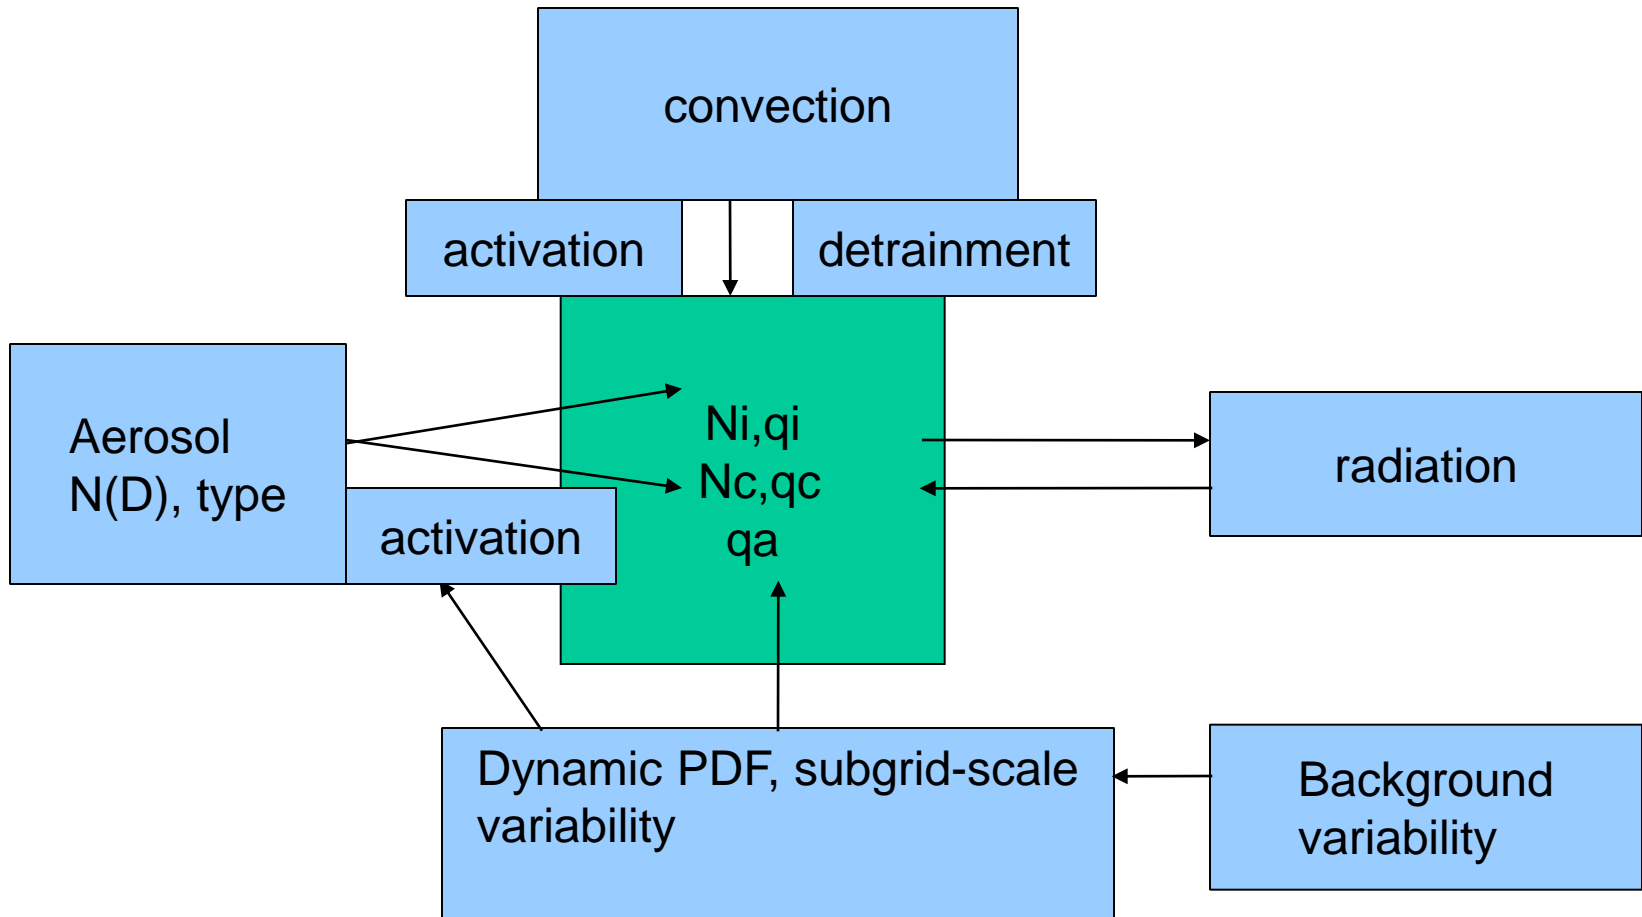 convection
activation
detrainment
Aerosol
N(D), type
activation
Ni,qi
Nc,qc
qa
radiation
Dynamic PDF, subgrid-scale
variability
Background
variability